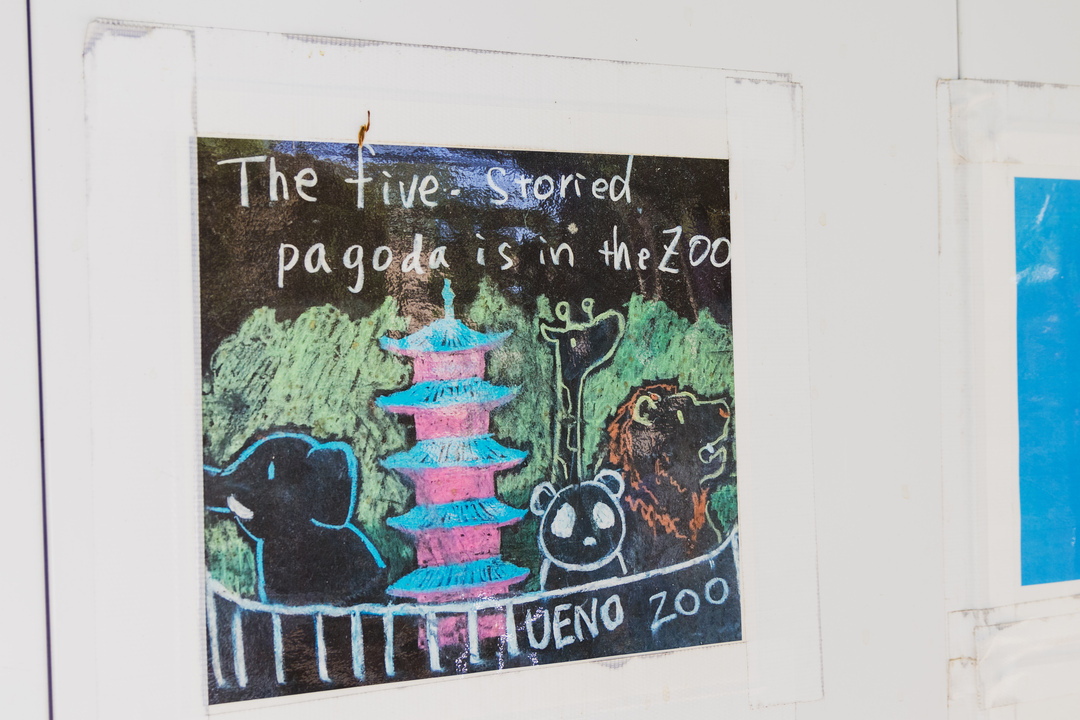 The five-storied
pagoda is in the ZOO
UENO ZOO